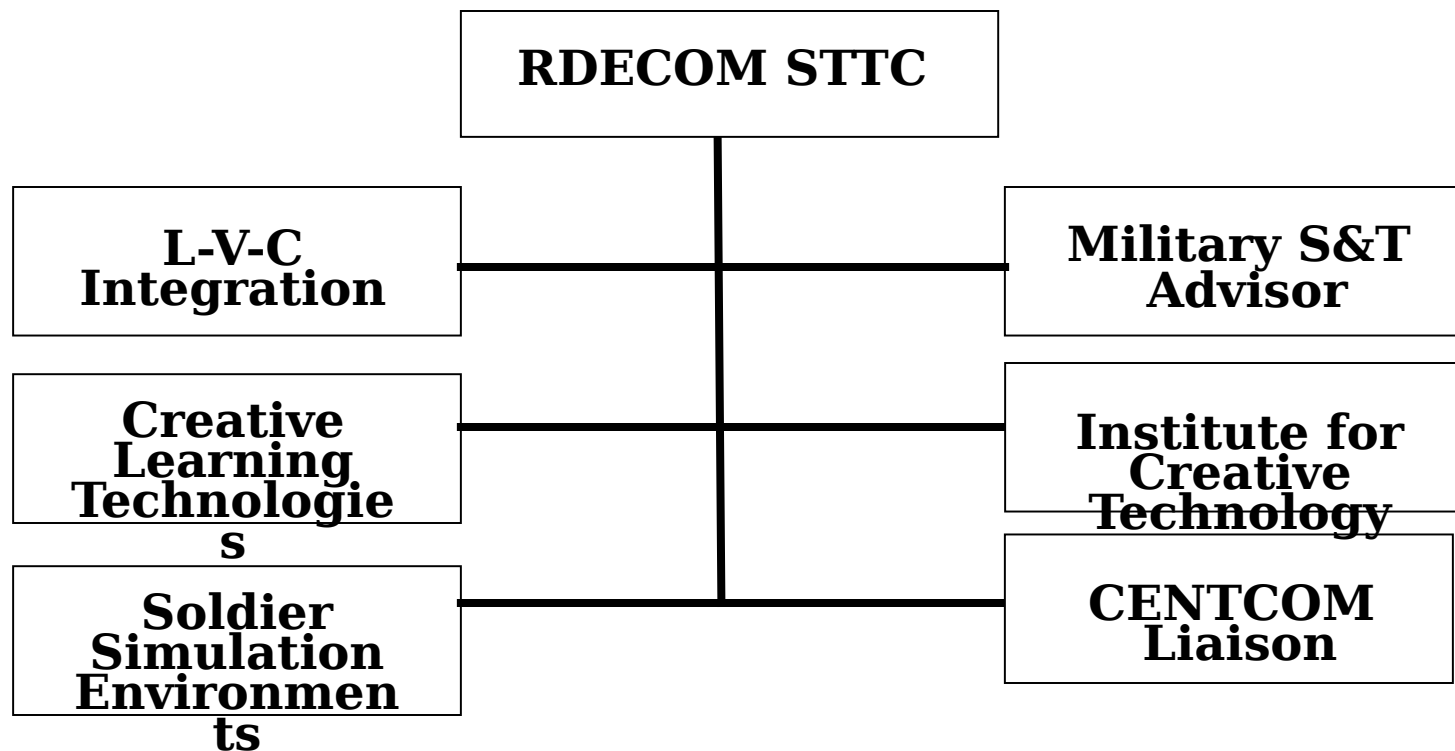 RDECOM STTC
L-V-C
Integration
Military S&T
Advisor
Creative
Learning
Technologie
s
Institute for
Creative
Technology
Soldier
Simulation
Environmen
ts
CENTCOM
Liaison